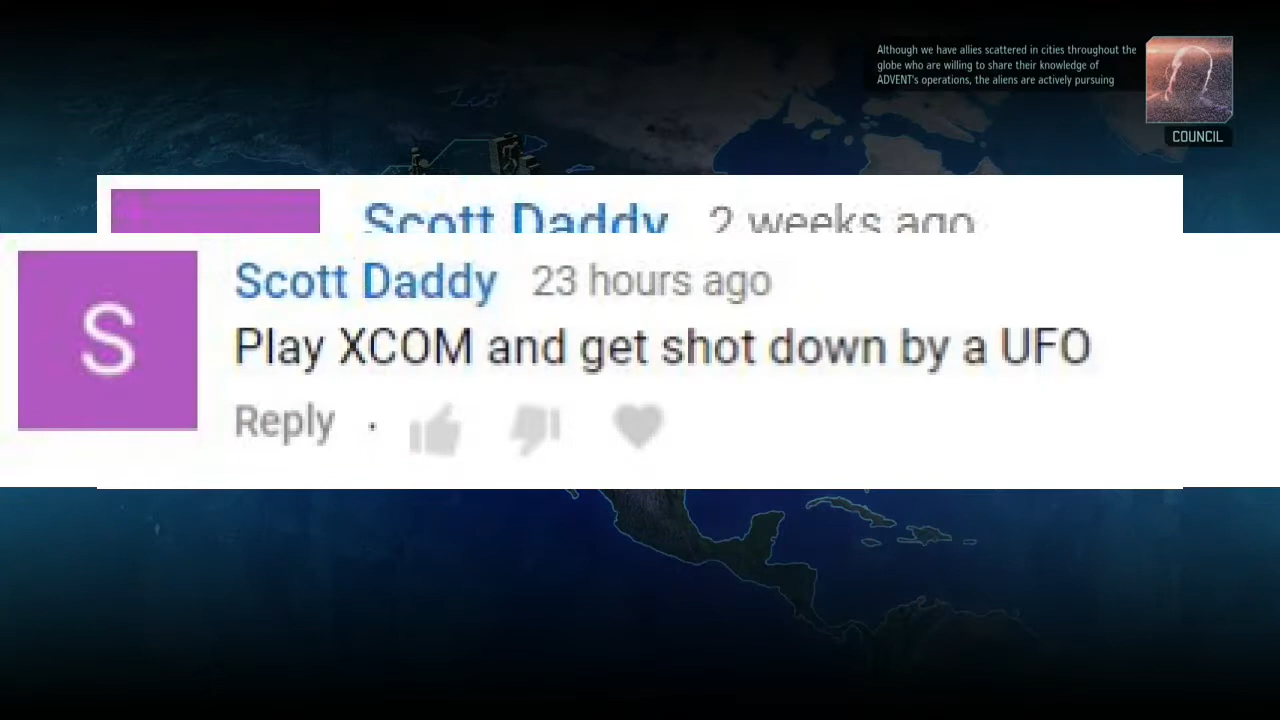 Although we have allies scattered in cities throughout the
globe who are willing to share their knowledge of
ADVENT's operations, the aliens are actively pursuing
COUNCIL
Scott Daddy 2 weeks ago
S
Scott Daddy 23 hours ago
Play XCOM and get shot down by a UFO
Reply ·